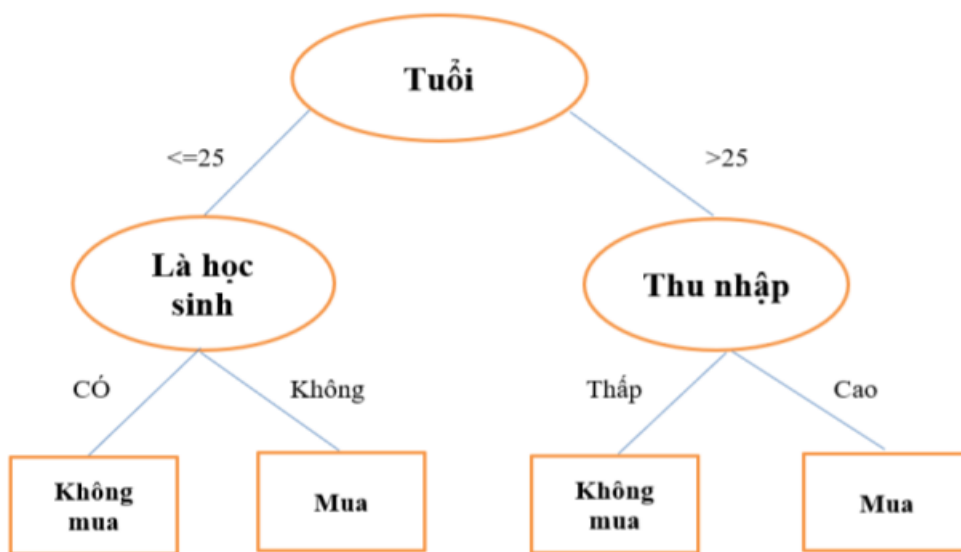 Tuổi
<=25
>25
Là học
sinh
Thu nhập
CÓ
Không
Thấp
Cao
Không
mua
Mua
Không
mua
Mua